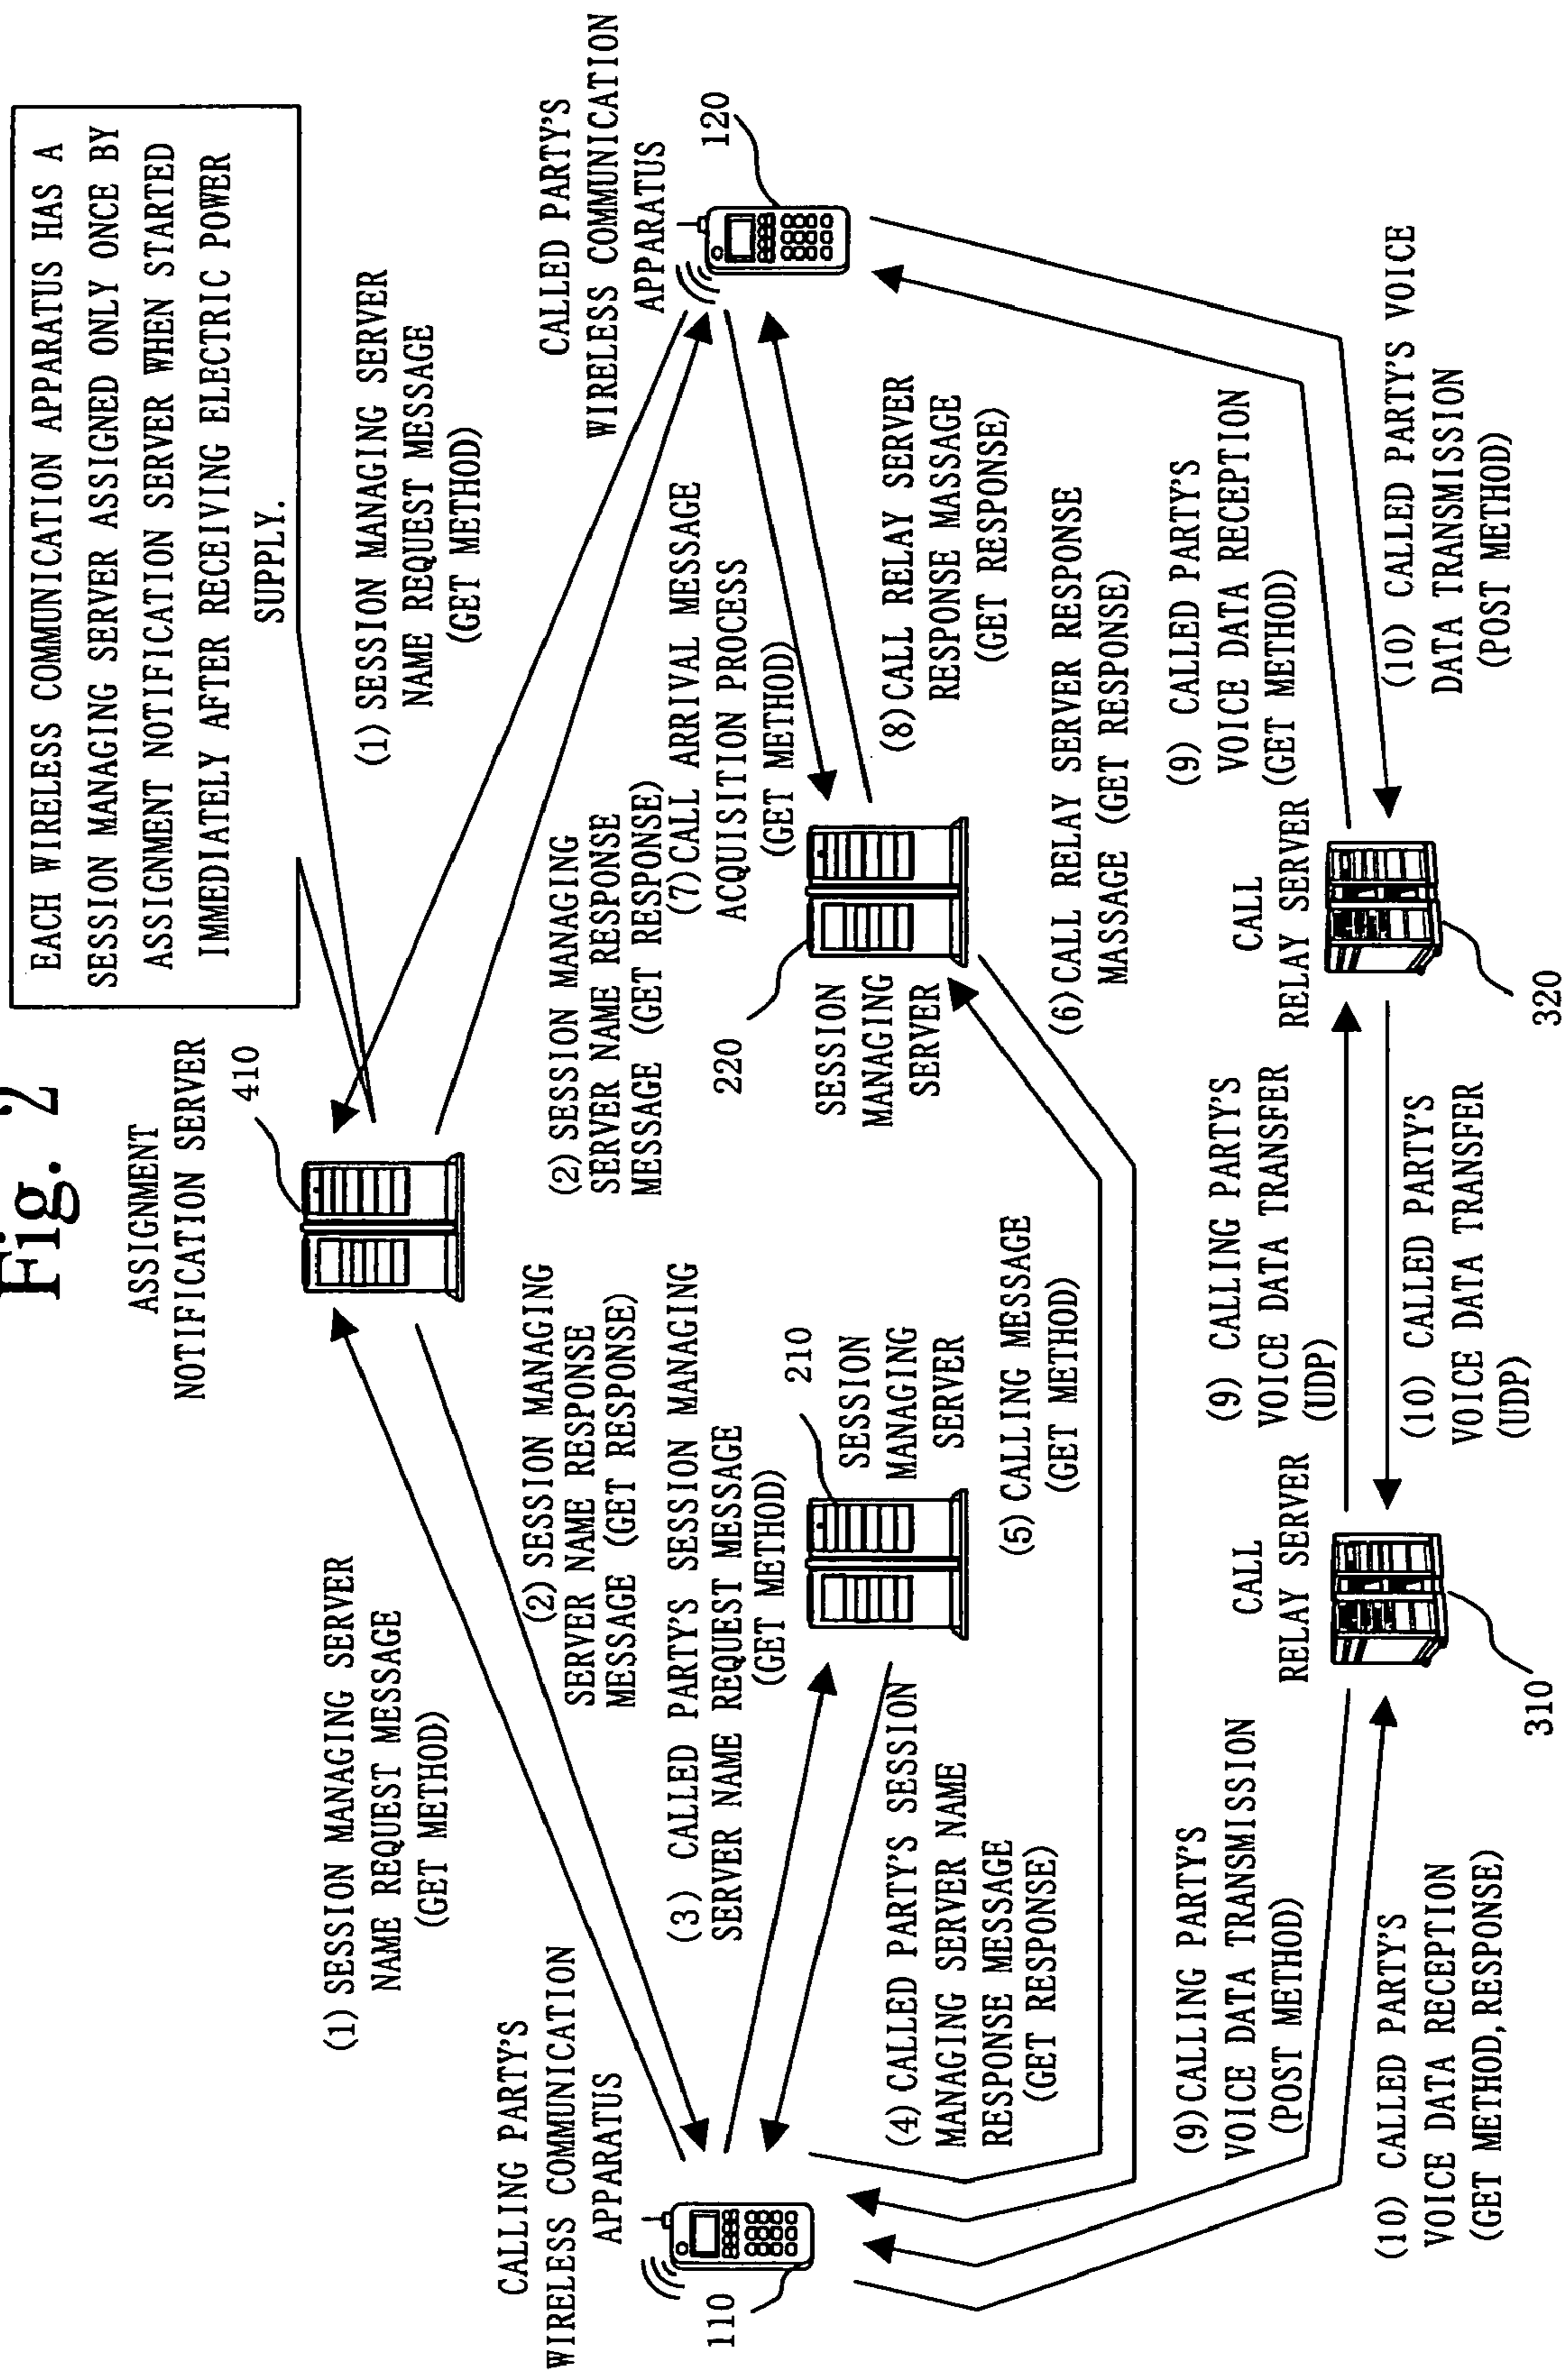 Fig. 2
EACH WIRELESS COMMUNICATION APPARATUS HAS A
SESSION MANAGING SERVER ASSIGNED ONLY ONCE BY
ASSIGNMENT NOTIFICATION SERVER WHEN STARTED
IMMEDIATELY AFTER RECEIVING ELECTRIC POWER
SUPPLY.
ASSIGNMENT
NOTIFICATION SERVER
410
(1) SESSION MANAGING SERVER
NAME REQUEST MESSAGE
(GET METHOD)
(1) SESSION MANAGING SERVER
NAME REQUEST MESSAGE
(GET METHOD)
CALLING PARTY'S
WIRELESS COMMUNICATION
APPARATUS
110
CALLED PARTY'S
WIRELESS COMMUNICATION
APPARATUS
120
(2) SESSION MANAGING
SERVER NAME RESPONSE
MESSAGE (GET RESPONSE)
(2) SESSION MANAGING
SERVER NAME RESPONSE
MESSAGE (GET RESPONSE)
(3) CALLED PARTY'S SESSION MANAGING
SERVER NAME REQUEST MESSAGE
(GET METHOD)
210
SESSION
MANAGING
SERVER
(4) CALLED PARTY'S SESSION
MANAGING SERVER NAME
RESPONSE MESSAGE
(GET RESPONSE)
(7) CALL ARRIVAL MESSAGE
ACQUISITION PROCESS
(GET METHOD)
220
SESSION
MANAGING
SERVER
(8) CALL RELAY SERVER
RESPONSE MASSAGE
(GET RESPONSE)
(5) CALLING MESSAGE
(GET METHOD)
(6) CALL RELAY SERVER RESPONSE
MASSAGE (GET RESPONSE)
(9) CALLING PARTY'S
VOICE DATA TRANSMISSION
(POST METHOD)
(10) CALLED PARTY'S
VOICE DATA RECEPTION
(GET METHOD, RESPONSE)
CALL
RELAY SERVER
310
(9) CALLING PARTY'S
VOICE DATA TRANSFER
(UDP)
(10) CALLED PARTY'S
VOICE DATA TRANSFER
(UDP)
CALL
RELAY SERVER
320
(9) CALLED PARTY'S
VOICE DATA RECEPTION
(GET METHOD)
(10) CALLED PARTY'S VOICE
DATA TRANSMISSION
(POST METHOD)